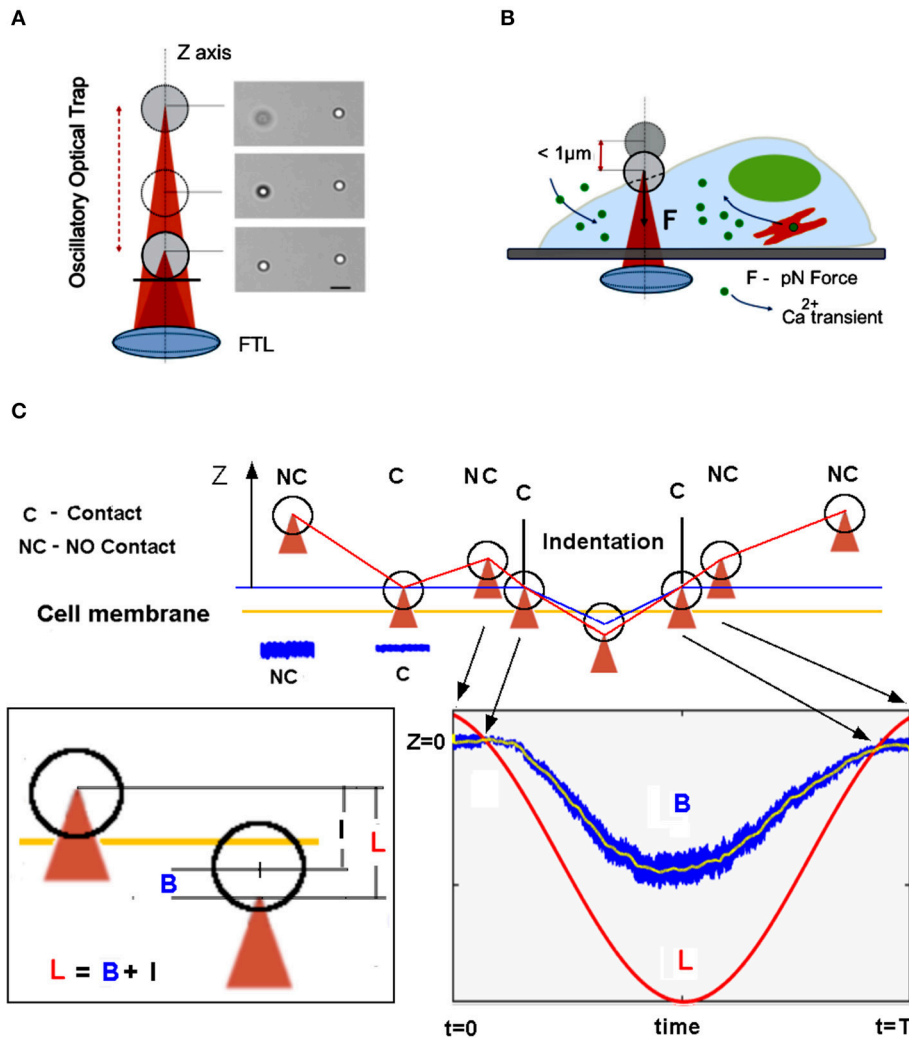 A
Z axis
Oscillatory Optical Trap
FTL
B
< 1µm
F
F - pN Force
2+
Ca transient
C
Z
NC
C
NC
C
C
NC
NC
C - Contact
NC - NO Contact
Indentation
Cell membrane
NC
C
I
L
B
L = B + I
Z=0
B
L
t=0
time
t=T